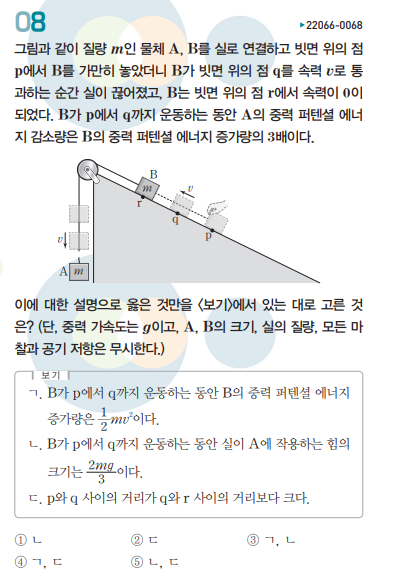 08
▶22066-0068
그림과 같이 질량 m인 물체 A, B를 실로 연결하고 빗면 위의 점
p에서 B를 가만히 놓았더니 B가 빗면 위의 점 q를 속력 v로 통
과하는 순간 실이 끊어졌고, B는 빗면 위의 점 r에서 속력이 0이
되었다. B가 p에서 q까지 운동하는 동안 A의 중력 퍼텐셜 에너
지 감소량은 B의 중력 퍼텐셜 에너지 증가량의 3배이다.
B
m
r
v
q
p
v
A m
이에 대한 설명으로 옳은 것만을 <보기>에서 있는 대로 고른 것
은? (단, 중력 가속도는 g이고, A, B의 크기, 실의 질량, 모든 마
찰과 공기 저항은 무시한다.)
보기
ㄱ. B가 p에서 q까지 운동하는 동안 B의 중력 퍼텐셜 에너지
증가량은 1/2 mv²이다.
ㄴ. B가 p에서 q까지 운동하는 동안 실이 A에 작용하는 힘의
크기는 2mg/3이다.
ㄷ. p와 q 사이의 거리가 q와 r 사이의 거리보다 크다.
① ㄴ ② ㄷ ③ ㄱ, ㄴ
④ ㄱ, ㄷ ⑤ ㄴ, ㄷ